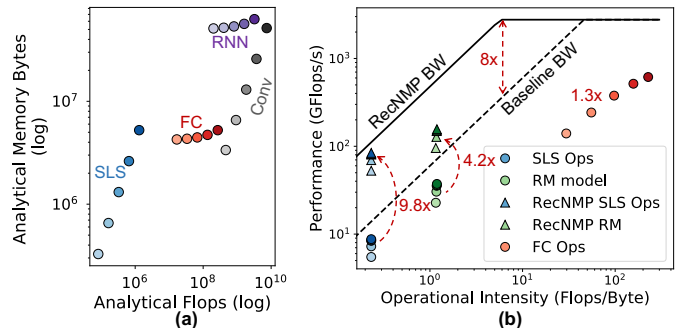 (a)
Analytical Memory Bytes
(log)
10^7
10^6
RNN
FC
Conv
SLS
10^6
10^8
10^10
Analytical Flops (log)
(a)
(b)
Performance (GFlops/s)
10^3
10^2
10^1
RecNMP BW
8x
Baseline BW
1.3x
4.2x
9.8x
SLS Ops
RM model
RecNMP SLS Ops
RecNMP RM
FC Ops
10^0
10^1
10^2
Operational Intensity (Flops/Byte)
(b)